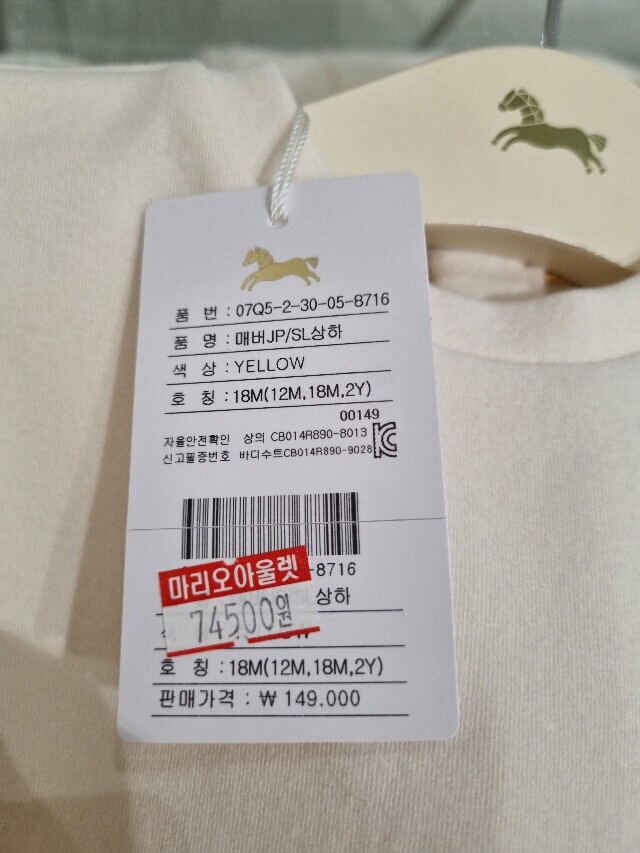 품 번 : 07Q5-2-30-05-8716
품 명 : 매버JP/SL상하
색 상 : YELLOW
호 칭 : 18M(12M,18M,2Y)
00149
자율안전확인 상의 CB014R890-8013
신고필증번호 바디수트CB014R890-9028
마리오아울렛
-8716
74500원
상하
호 칭 : 18M(12M,18M,2Y)
판매가격 : ₩ 149.000